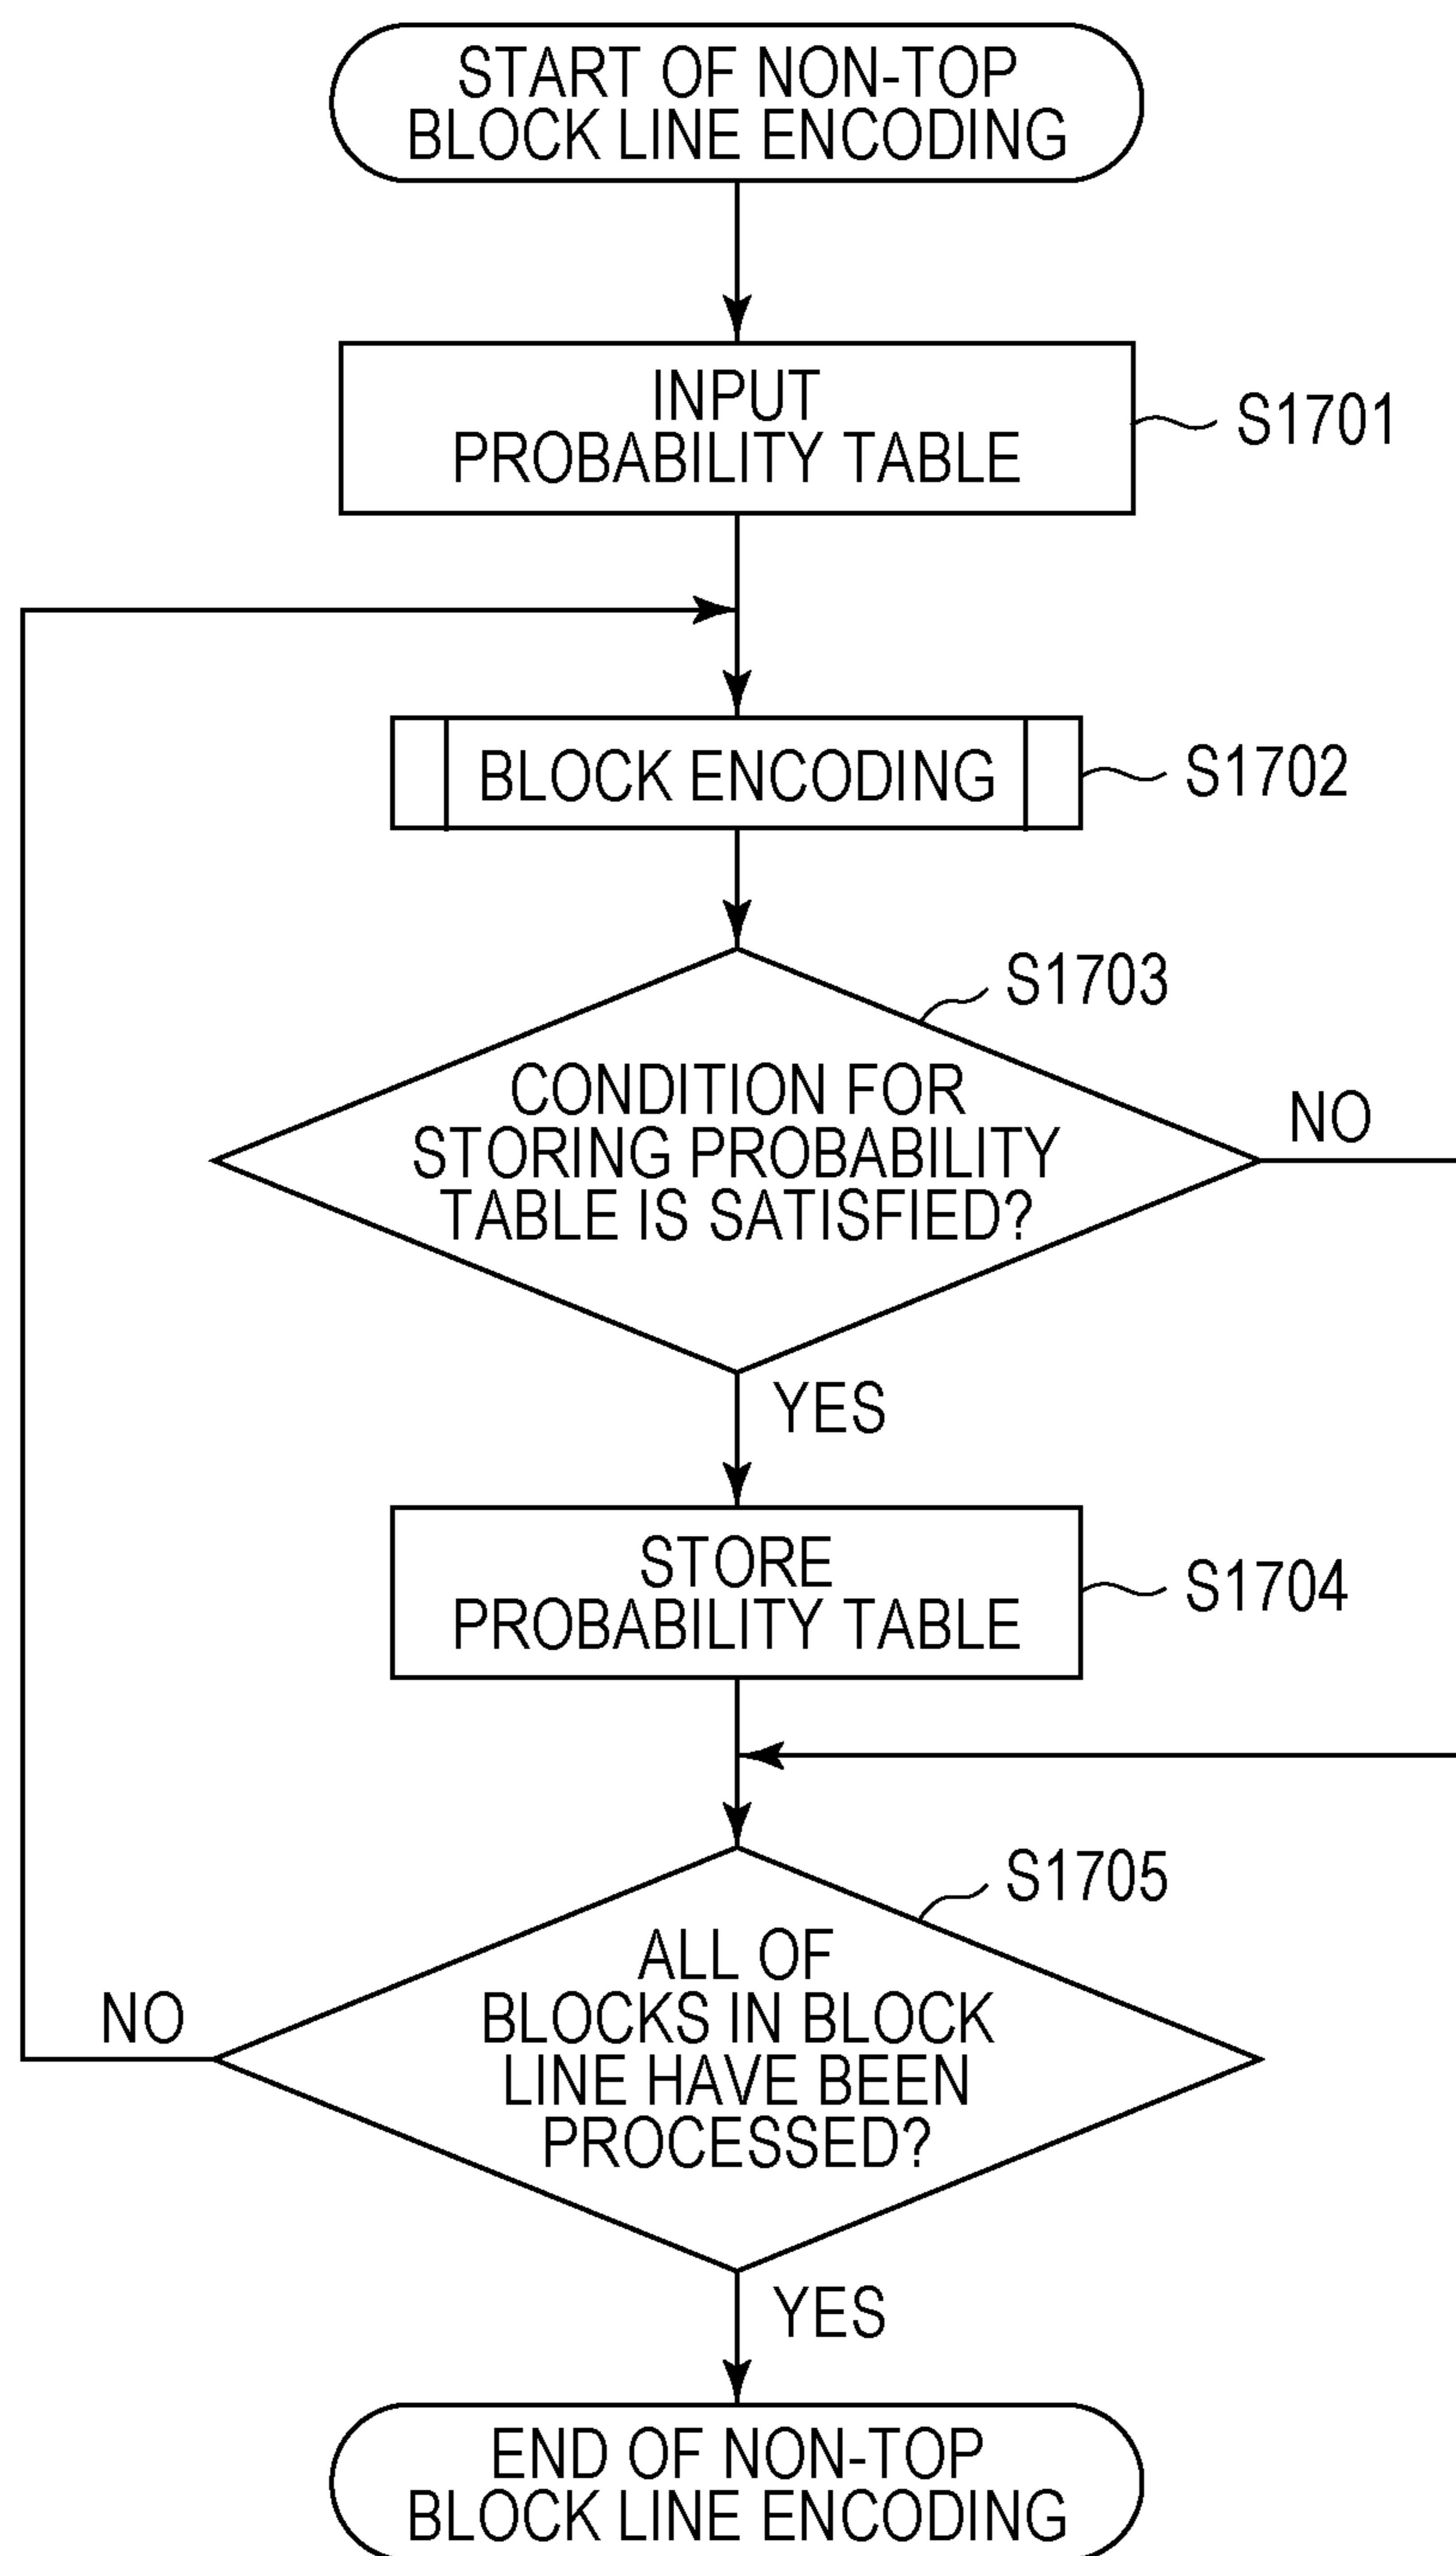 START OF NON-TOP
BLOCK LINE ENCODING
INPUT
PROBABILITY TABLE
S1701
BLOCK ENCODING
S1702
S1703
CONDITION FOR
STORING PROBABILITY
TABLE IS SATISFIED?
NO
YES
STORE
PROBABILITY TABLE
S1704
S1705
ALL OF
BLOCKS IN BLOCK
LINE HAVE BEEN
PROCESSED?
NO
YES
END OF NON-TOP
BLOCK LINE ENCODING